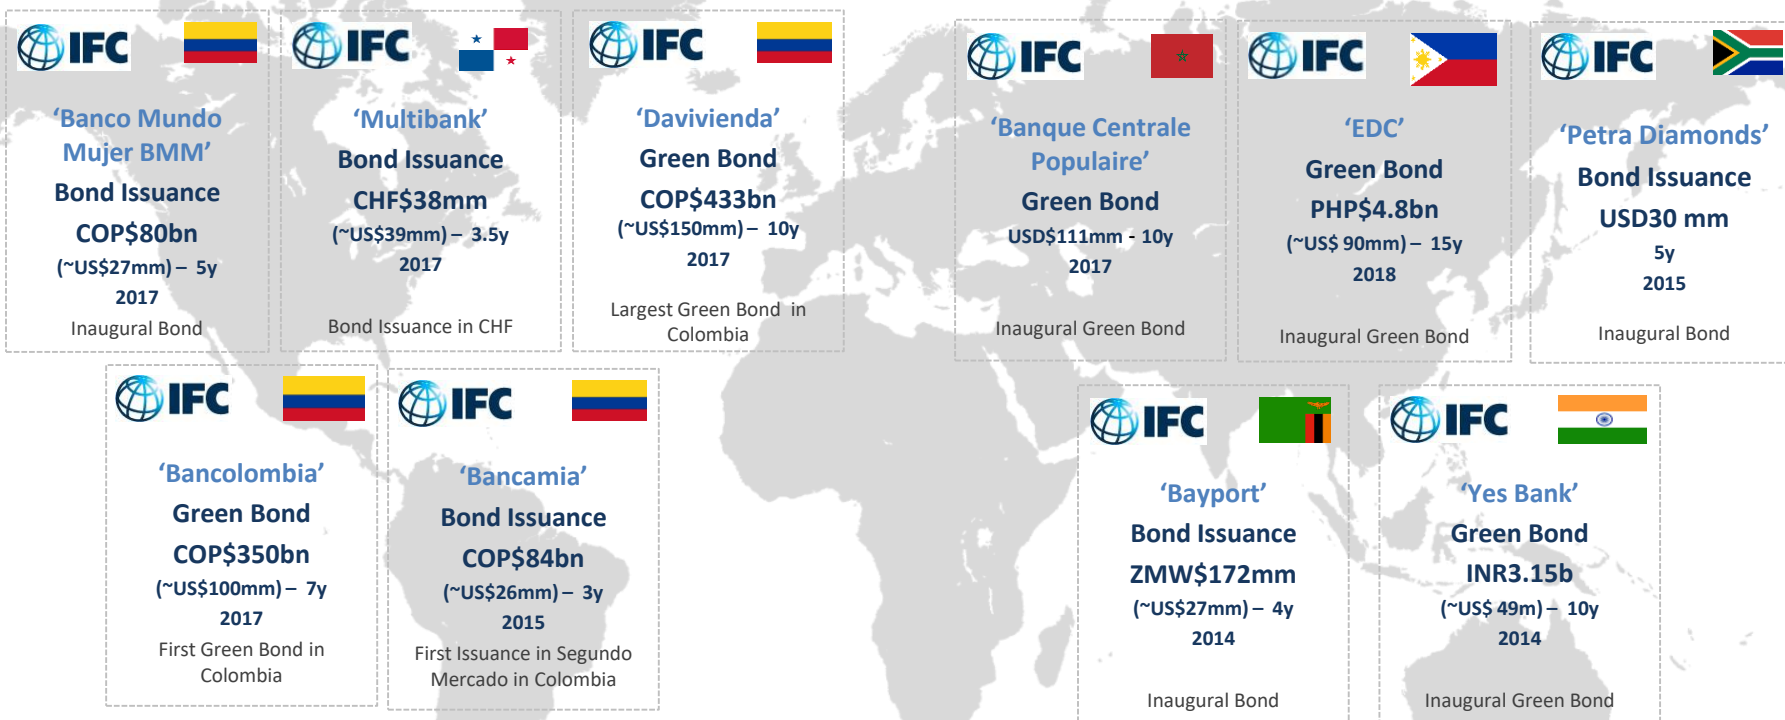 IFC
‘Banco Mundo
Mujer BMM’
Bond Issuance
COP$80bn
(~US$27mm) – 5y
2017
Inaugural Bond
IFC
‘Multibank’
Bond Issuance
CHF$38mm
(~US$39mm) – 3.5y
2017
Bond Issuance in CHF
IFC
‘Davivienda’
Green Bond
COP$433bn
(~US$150mm) – 10y
2017
Largest Green Bond in
Colombia
IFC
‘Banque Centrale
Populaire’
Green Bond
USD$111mm - 10y
2017
Inaugural Green Bond
IFC
‘EDC’
Green Bond
PHP$4.8bn
(~US$ 90mm) – 15y
2018
Inaugural Green Bond
IFC
‘Petra Diamonds’
Bond Issuance
USD30 mm
5y
2015
Inaugural Bond
IFC
‘Bancolombia’
Green Bond
COP$350bn
(~US$100mm) – 7y
2017
First Green Bond in
Colombia
IFC
‘Bancamia’
Bond Issuance
COP$84bn
(~US$26mm) – 3y
2015
First Issuance in Segundo
Mercado in Colombia
IFC
‘Bayport’
Bond Issuance
ZMW$172mm
(~US$27mm) – 4y
2014
Inaugural Bond
IFC
‘Yes Bank’
Green Bond
INR3.15b
(~US$ 49m) – 10y
2014
Inaugural Green Bond